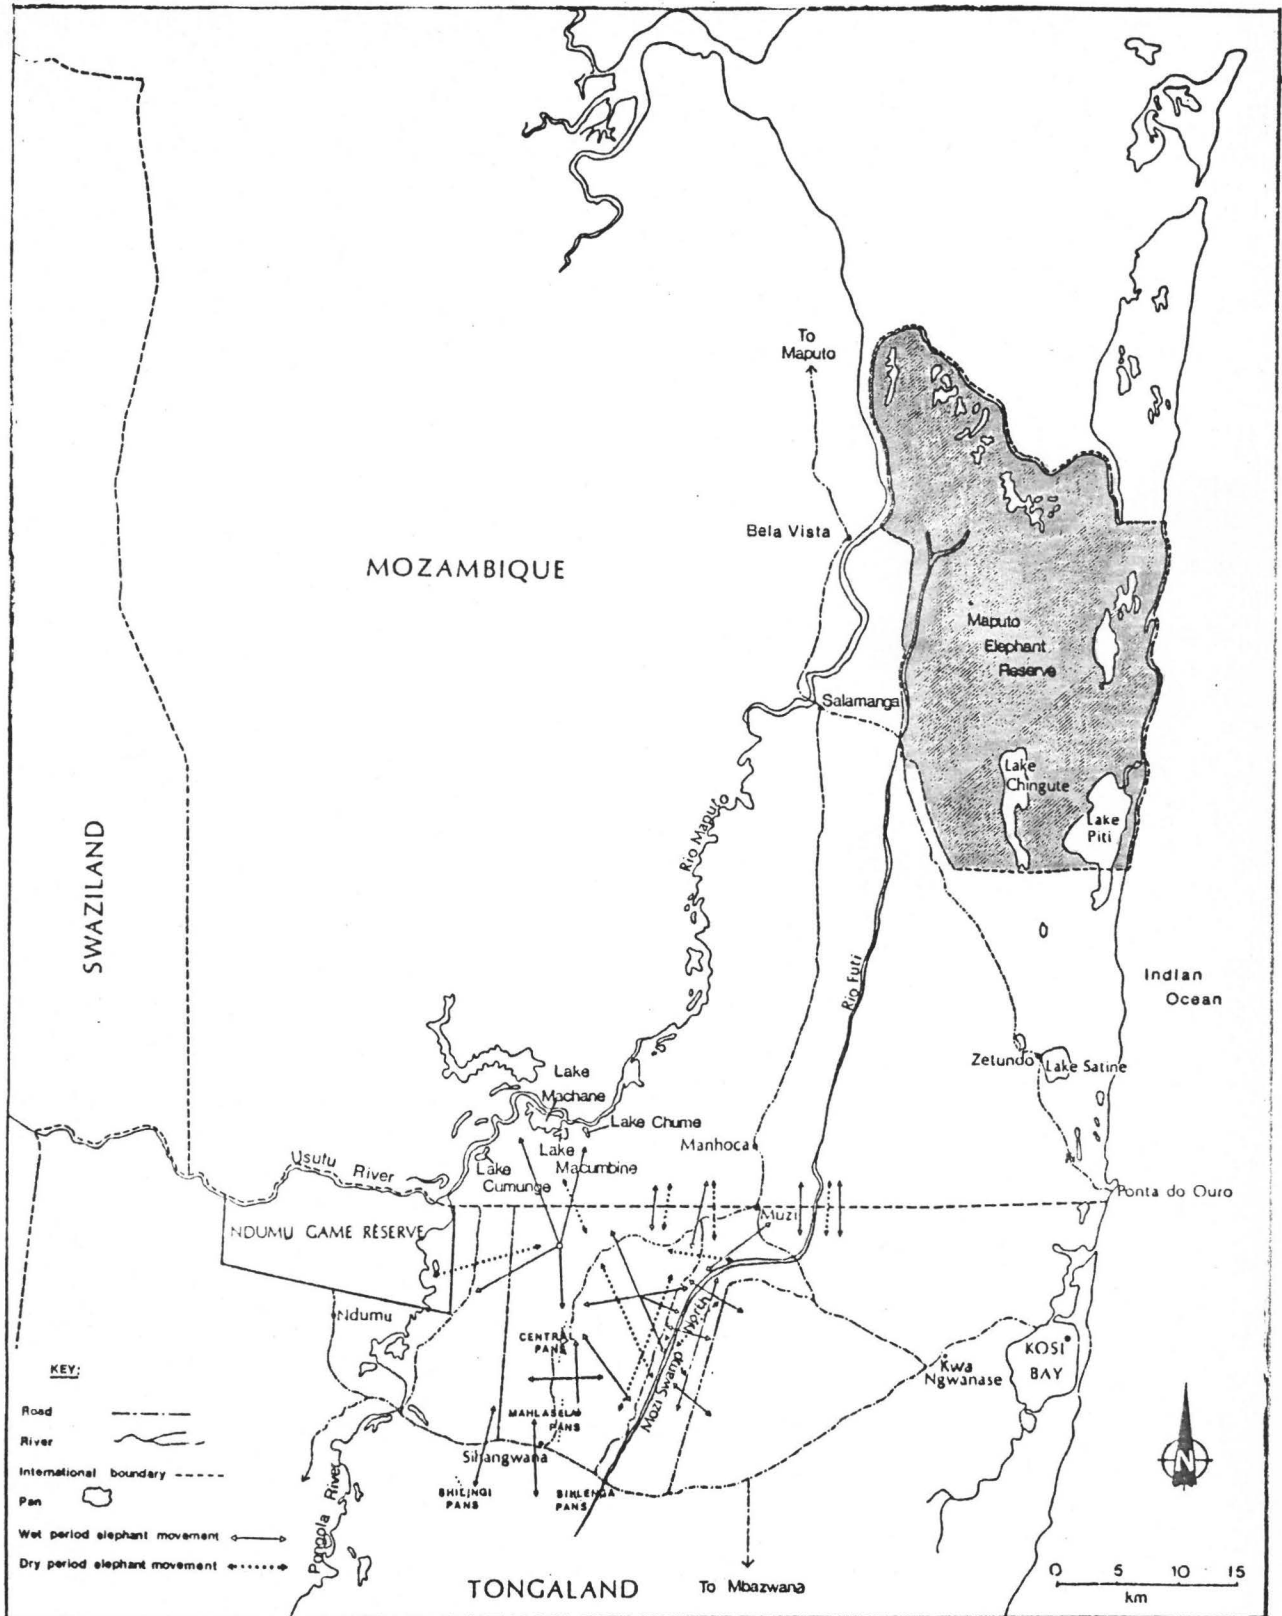 To
Maputo
Bela Vista
MOZAMBIQUE
Maputo
Elephant
Reserve
Salamanga
Lake
Chingute
Lake
Piti
Rio Maputo
SWAZILAND
Rio Futi
Indian
Ocean
Zetundo
Lake Satine
Lake
Machane
Lake Chume
Manhoca
Lake
Macumbine
Lake
Cumunge
Usutu River
Ponta do Ouro
NDUMU GAME RESERVE
Muzi
Ndumu
CENTRAL
PANS
Mozi Swamp North
KOSI
BAY
Kwa
Ngwanase
KEY:
Road
River
International boundary
Pan
Wet period elephant movement
Dry period elephant movement
MAHLASELA
PANS
Sihangwana
SHILINGI
PANS
SIHLENGA
PANS
Pongola River
N
TONGALAND
To Mbazwana
0 5 10 15
km